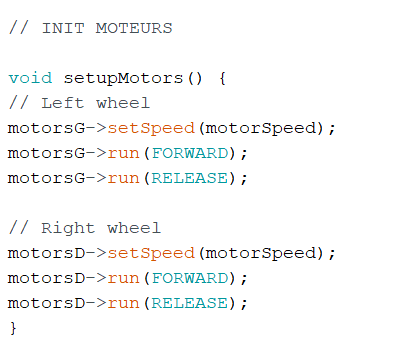 // INIT MOTEURS
void setupMotors() {
// Left wheel
motorsG->setSpeed(motorSpeed);
motorsG->run(FORWARD);
motorsG->run(RELEASE);
// Right wheel
motorsD->setSpeed(motorSpeed);
motorsD->run(FORWARD);
motorsD->run(RELEASE);
}